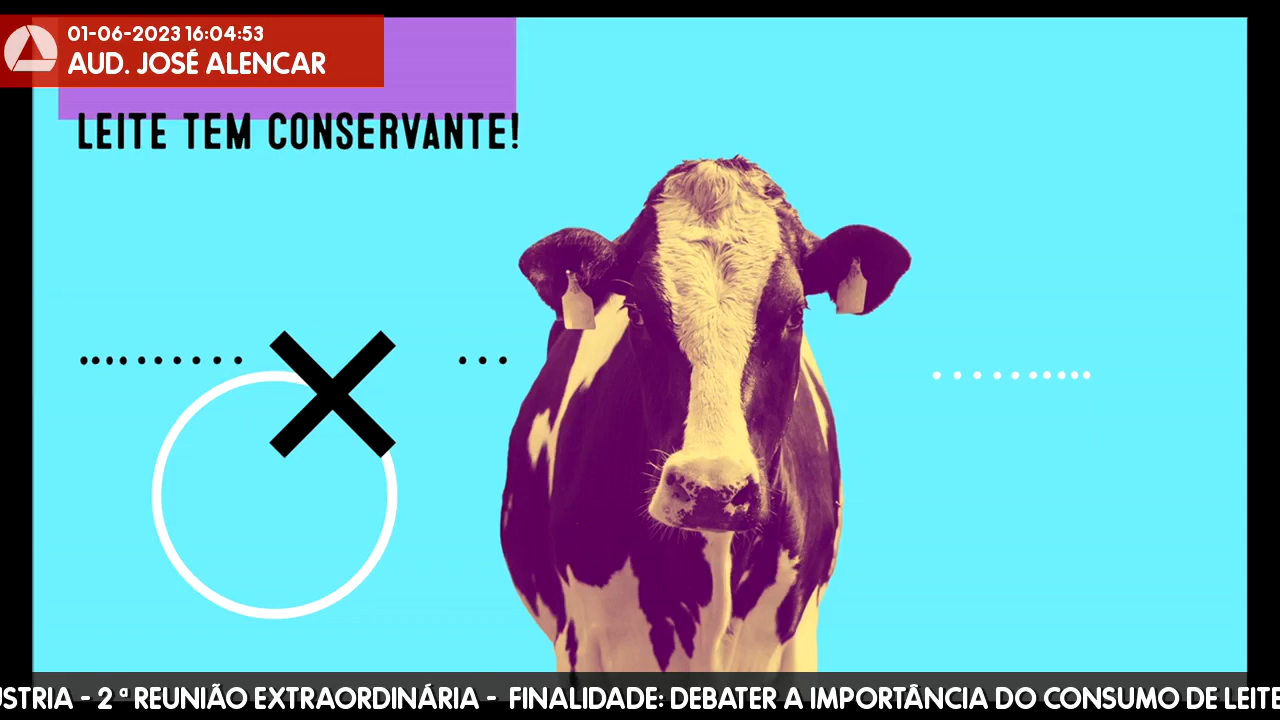 01-06-2023 16:04:53
AUD. JOSÉ ALENCAR
LEITE TEM CONSERVANTE!
- 2 ª REUNIÃO EXTRAORDINÁRIA - FINALIDADE: DEBATER A IMPORTÂNCIA DO CONSUMO DE LEITE